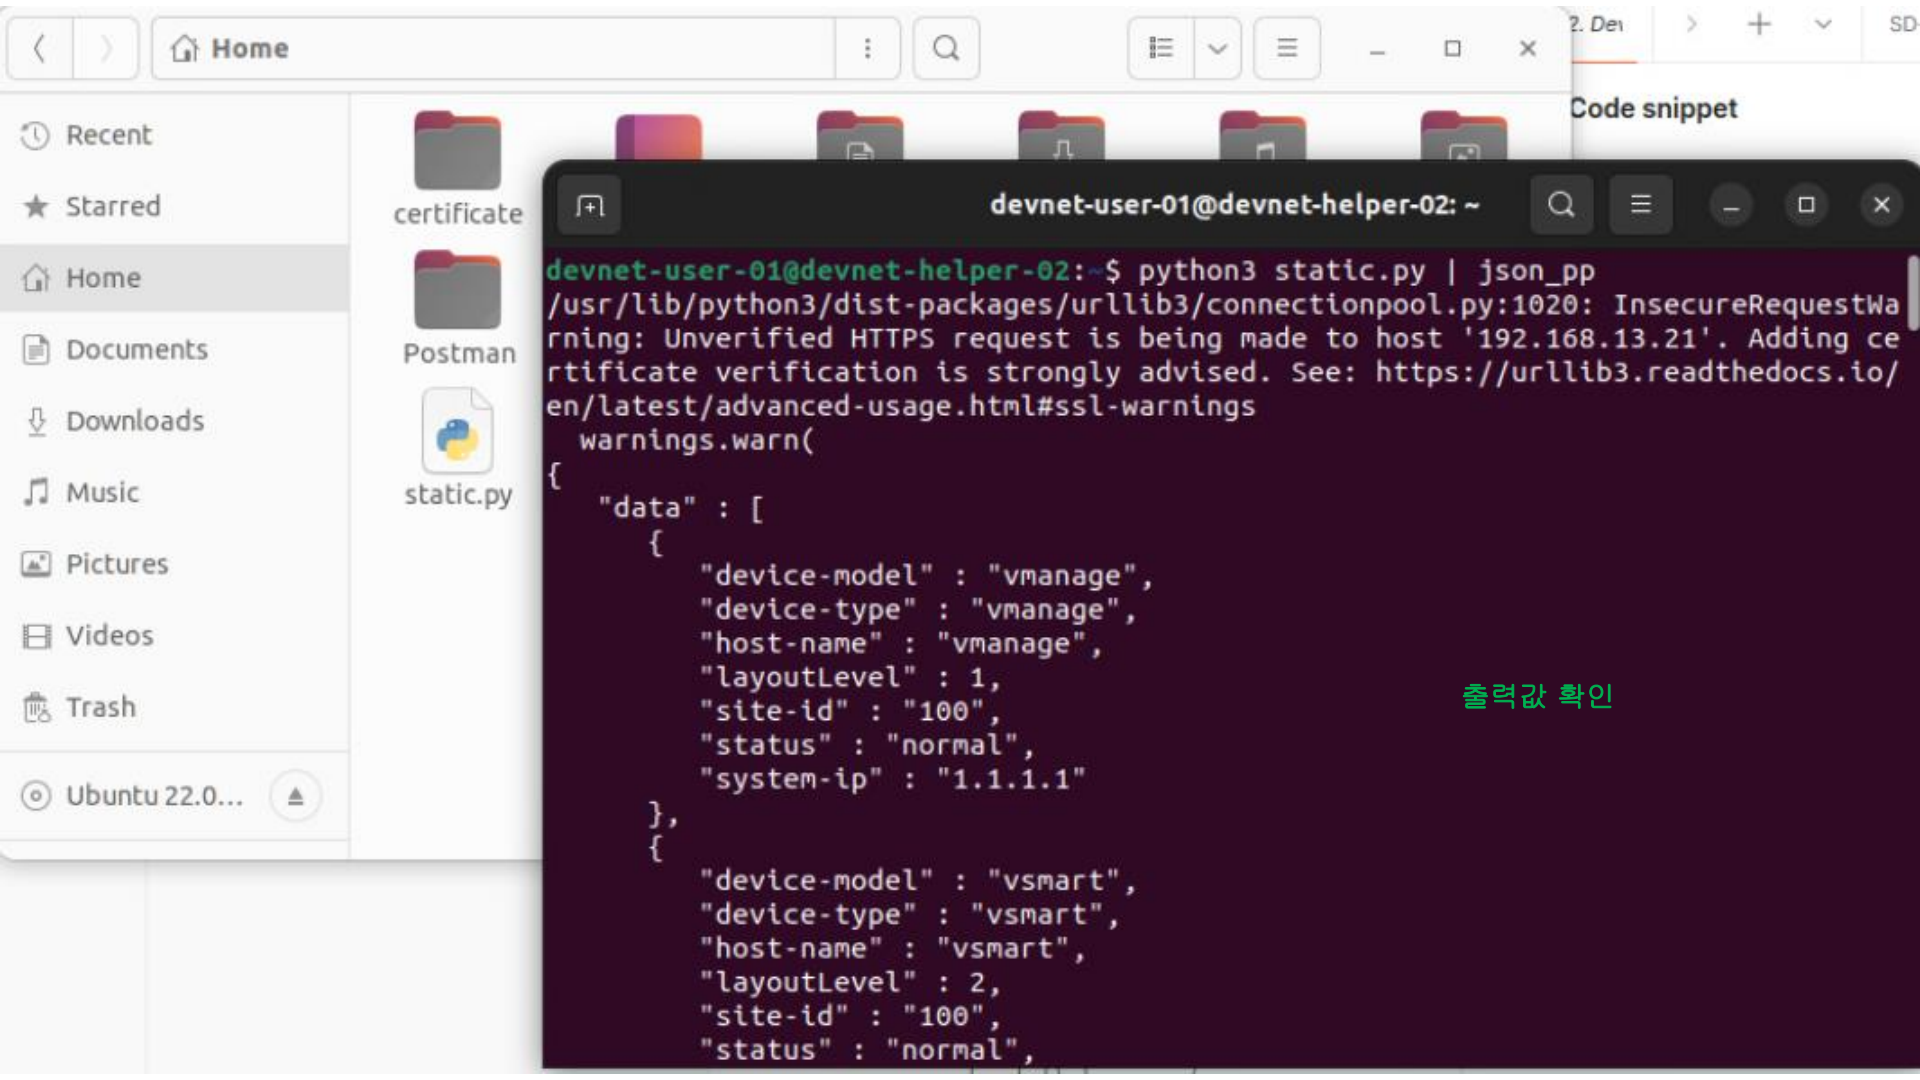 Home
2. Dev
SD-
Code snippet
Recent
Starred
Home
Documents
Downloads
Music
Pictures
Videos
Trash
Ubuntu 22.0...
certificate
Postman
static.py
devnet-user-01@devnet-helper-02: ~
devnet-user-01@devnet-helper-02:~$ python3 static.py | json_pp
/usr/lib/python3/dist-packages/urllib3/connectionpool.py:1020: InsecureRequestWa
rning: Unverified HTTPS request is being made to host '192.168.13.21'. Adding ce
rtificate verification is strongly advised. See: https://urllib3.readthedocs.io/
en/latest/advanced-usage.html#ssl-warnings
  warnings.warn(
{
   "data" : [
      {
         "device-model" : "vmanage",
         "device-type" : "vmanage",
         "host-name" : "vmanage",
         "layoutLevel" : 1,
         "site-id" : "100",
         "status" : "normal",
         "system-ip" : "1.1.1.1"
      },
      {
         "device-model" : "vsmart",
         "device-type" : "vsmart",
         "host-name" : "vsmart",
         "layoutLevel" : 2,
         "site-id" : "100",
         "status" : "normal",
출력값 확인